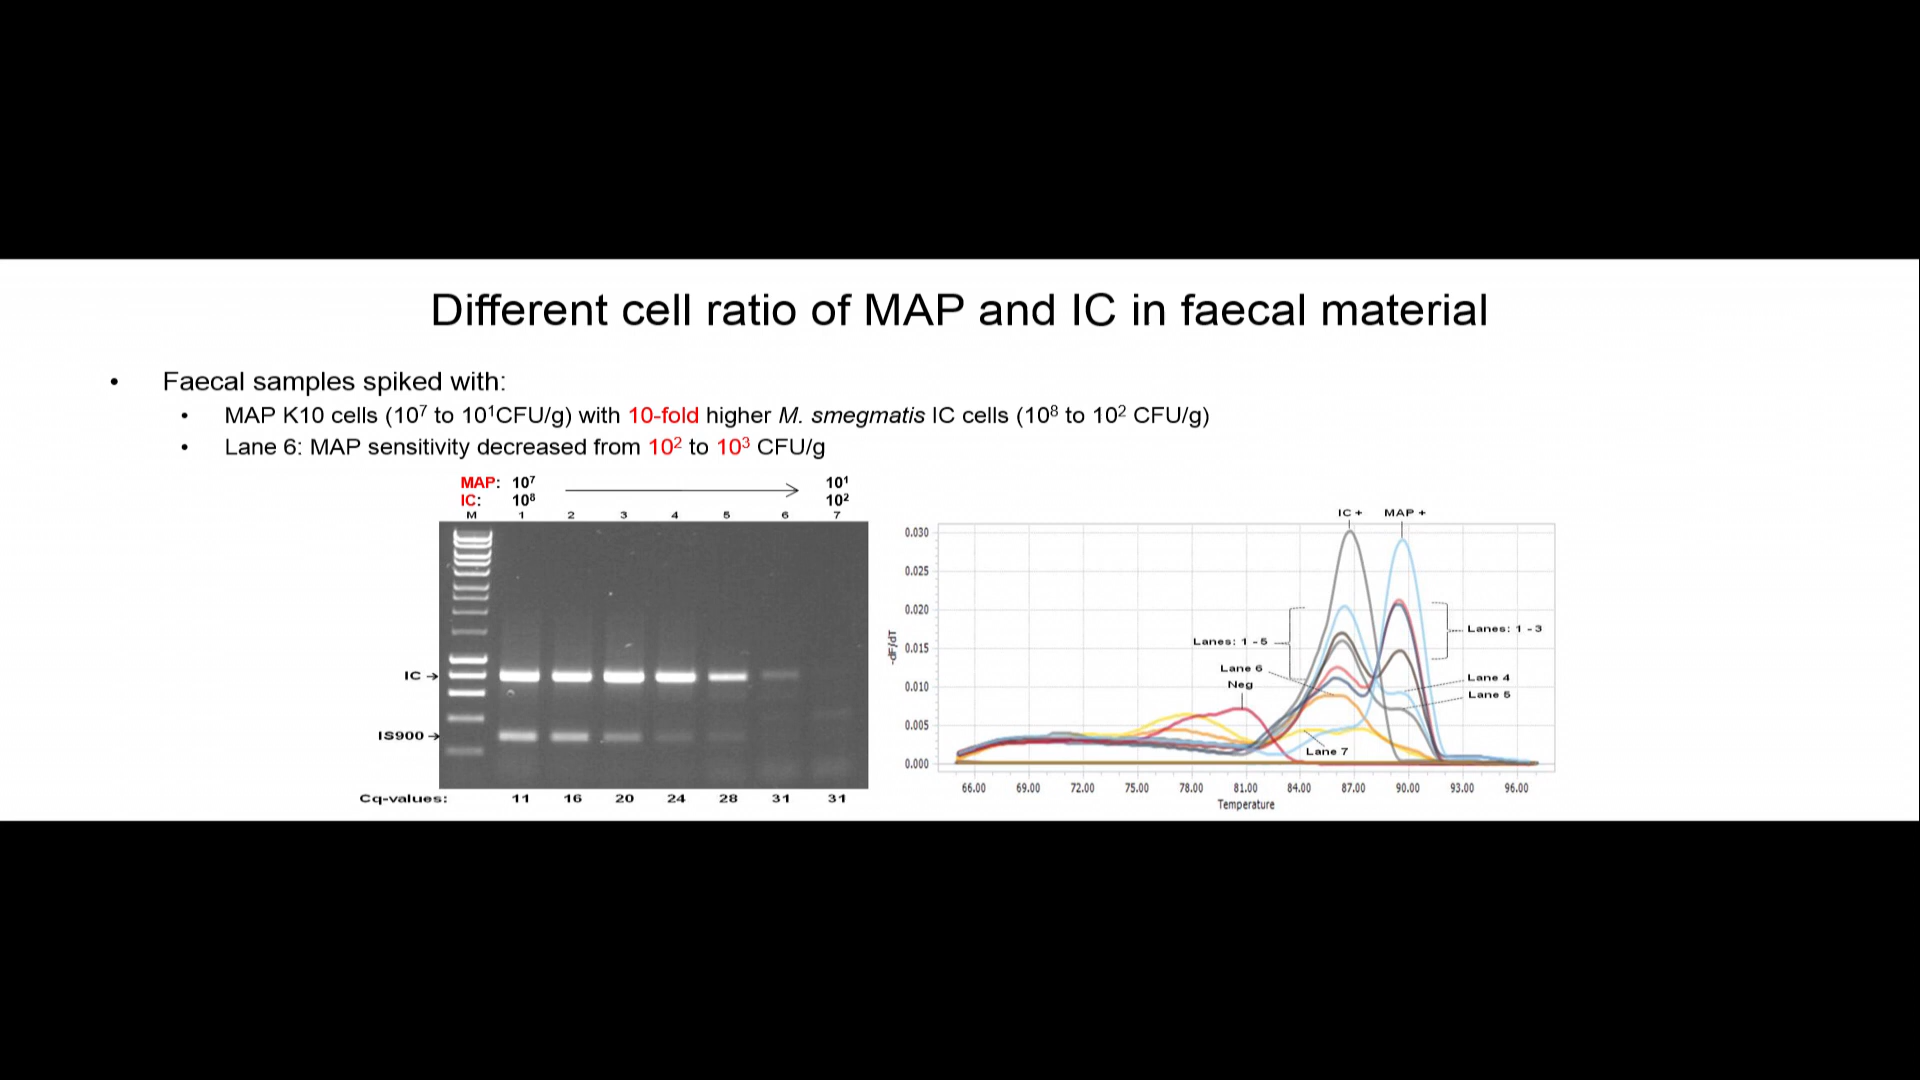 Different cell ratio of MAP and IC in faecal material
• Faecal samples spiked with:
• MAP K10 cells (10⁷ to 10¹CFU/g) with 10-fold higher M. smegmatis IC cells (10⁸ to 10² CFU/g)
• Lane 6: MAP sensitivity decreased from 10² to 10³ CFU/g
MAP: 10⁷ 10¹
IC: 10⁸ 10²
M 1 2 3 4 5 6 7
IC →
IS900 →
Cq-values: 11 16 20 24 28 31 31
IC + MAP +
-dF/dT
0.030
0.025
0.020
0.015
0.010
0.005
0.000
Lanes: 1 - 5
Lane 6
Neg
Lane 7
Lanes: 1 - 3
Lane 4
Lane 5
66.00 69.00 72.00 75.00 78.00 81.00 84.00 87.00 90.00 93.00 96.00
Temperature